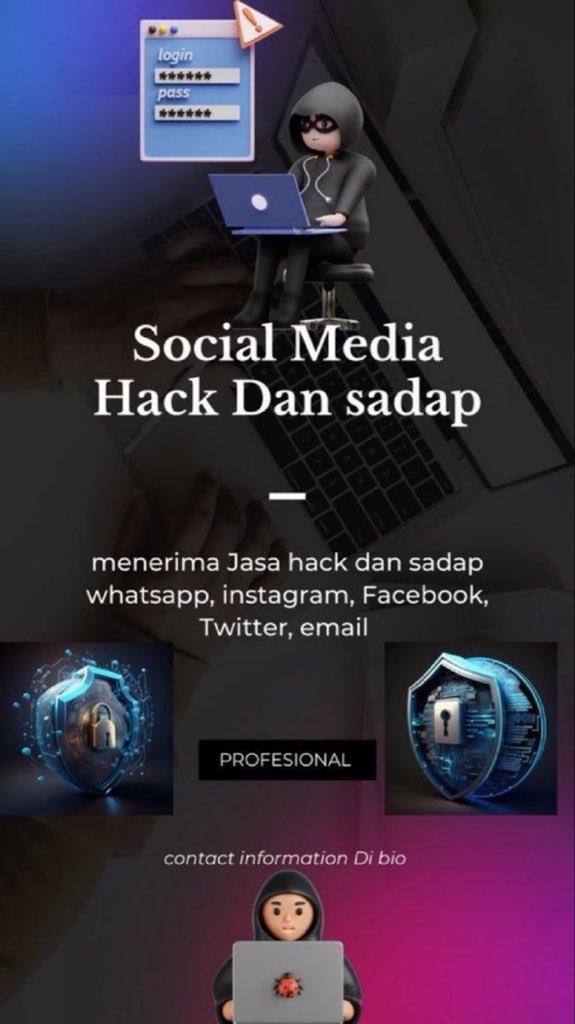 login
******
pass
******
Social Media
Hack Dan sadap
menerima Jasa hack dan sadap
whatsapp, instagram, Facebook,
Twitter, email
PROFESIONAL
contact information Di bio